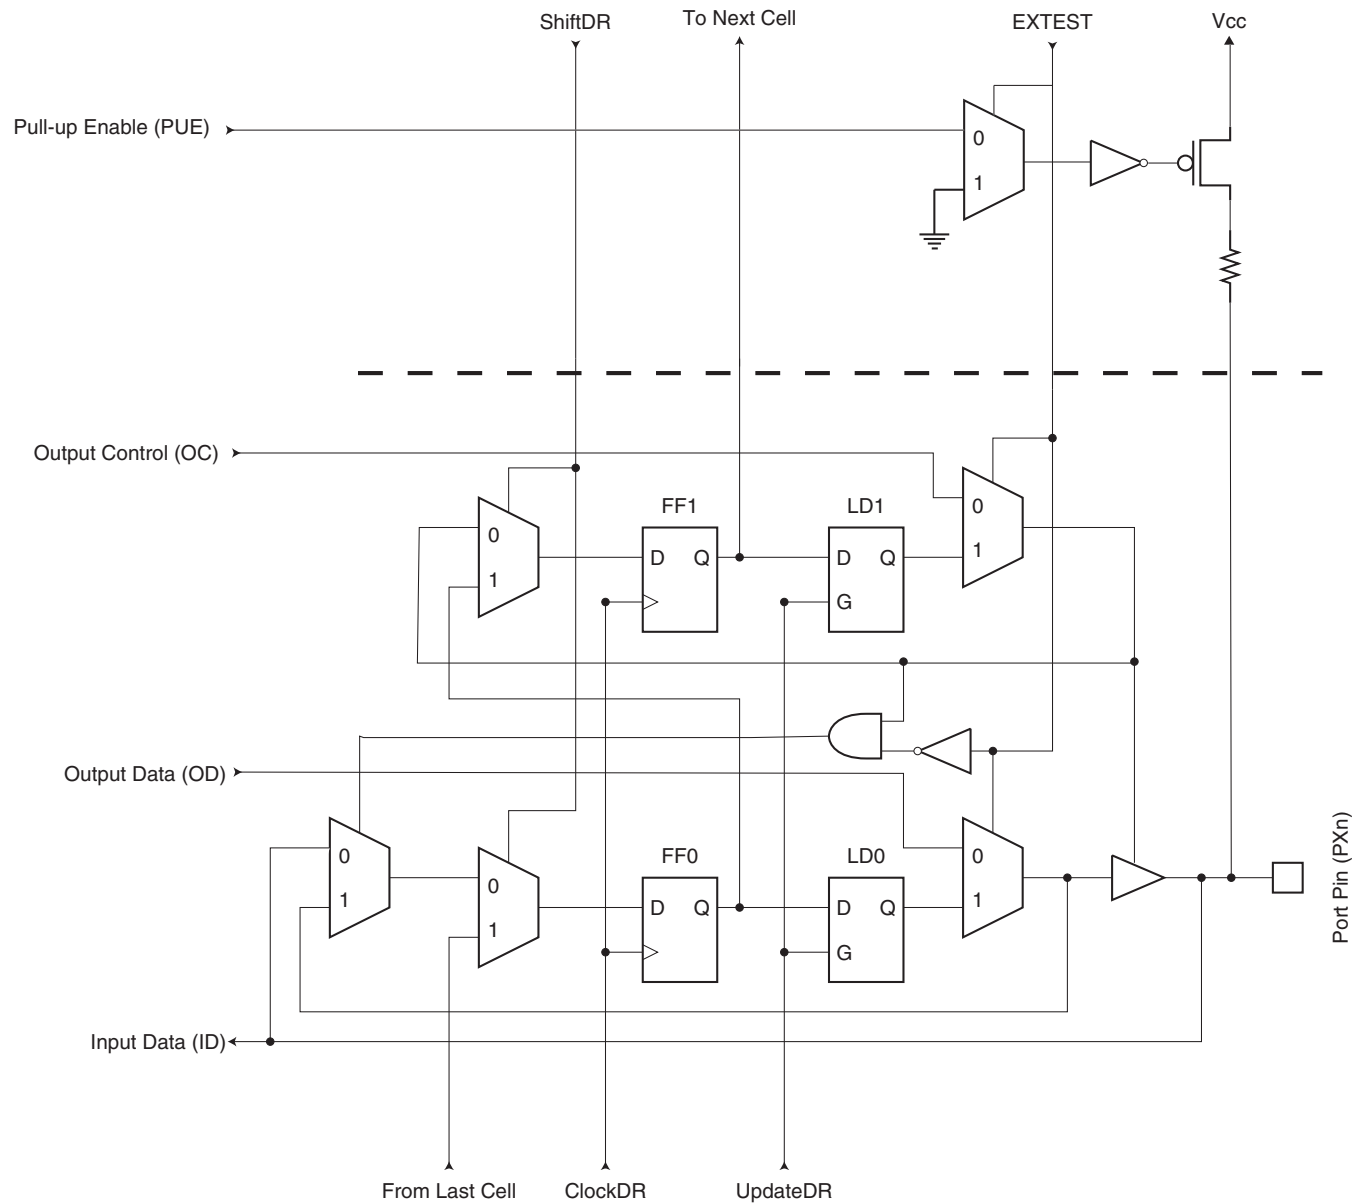 ShiftDR
To Next Cell
EXTEST
Vcc
Pull-up Enable (PUE)
0
1
Output Control (OC)
FF1
LD1
0
0
1
D Q
D Q
1
G
Output Data (OD)
FF0
LD0
0
0
0
1
1
D Q
D Q
1
G
Port Pin (PXn)
Input Data (ID)
From Last Cell
ClockDR
UpdateDR